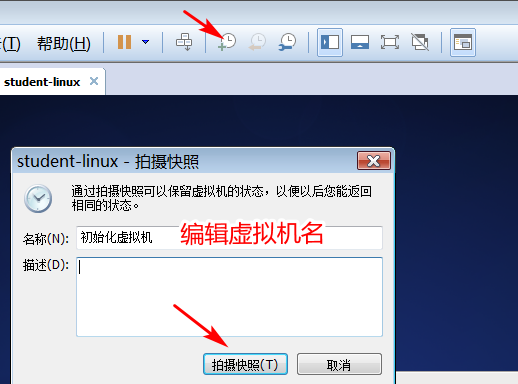 (T) 帮助(H)
student-linux
student-linux - 拍摄快照
通过拍摄快照可以保留虚拟机的状态，以便以后您能返回
相同的状态。
名称(N): 初始化虚拟机 编辑虚拟机名
描述(D):
拍摄快照(T) 取消